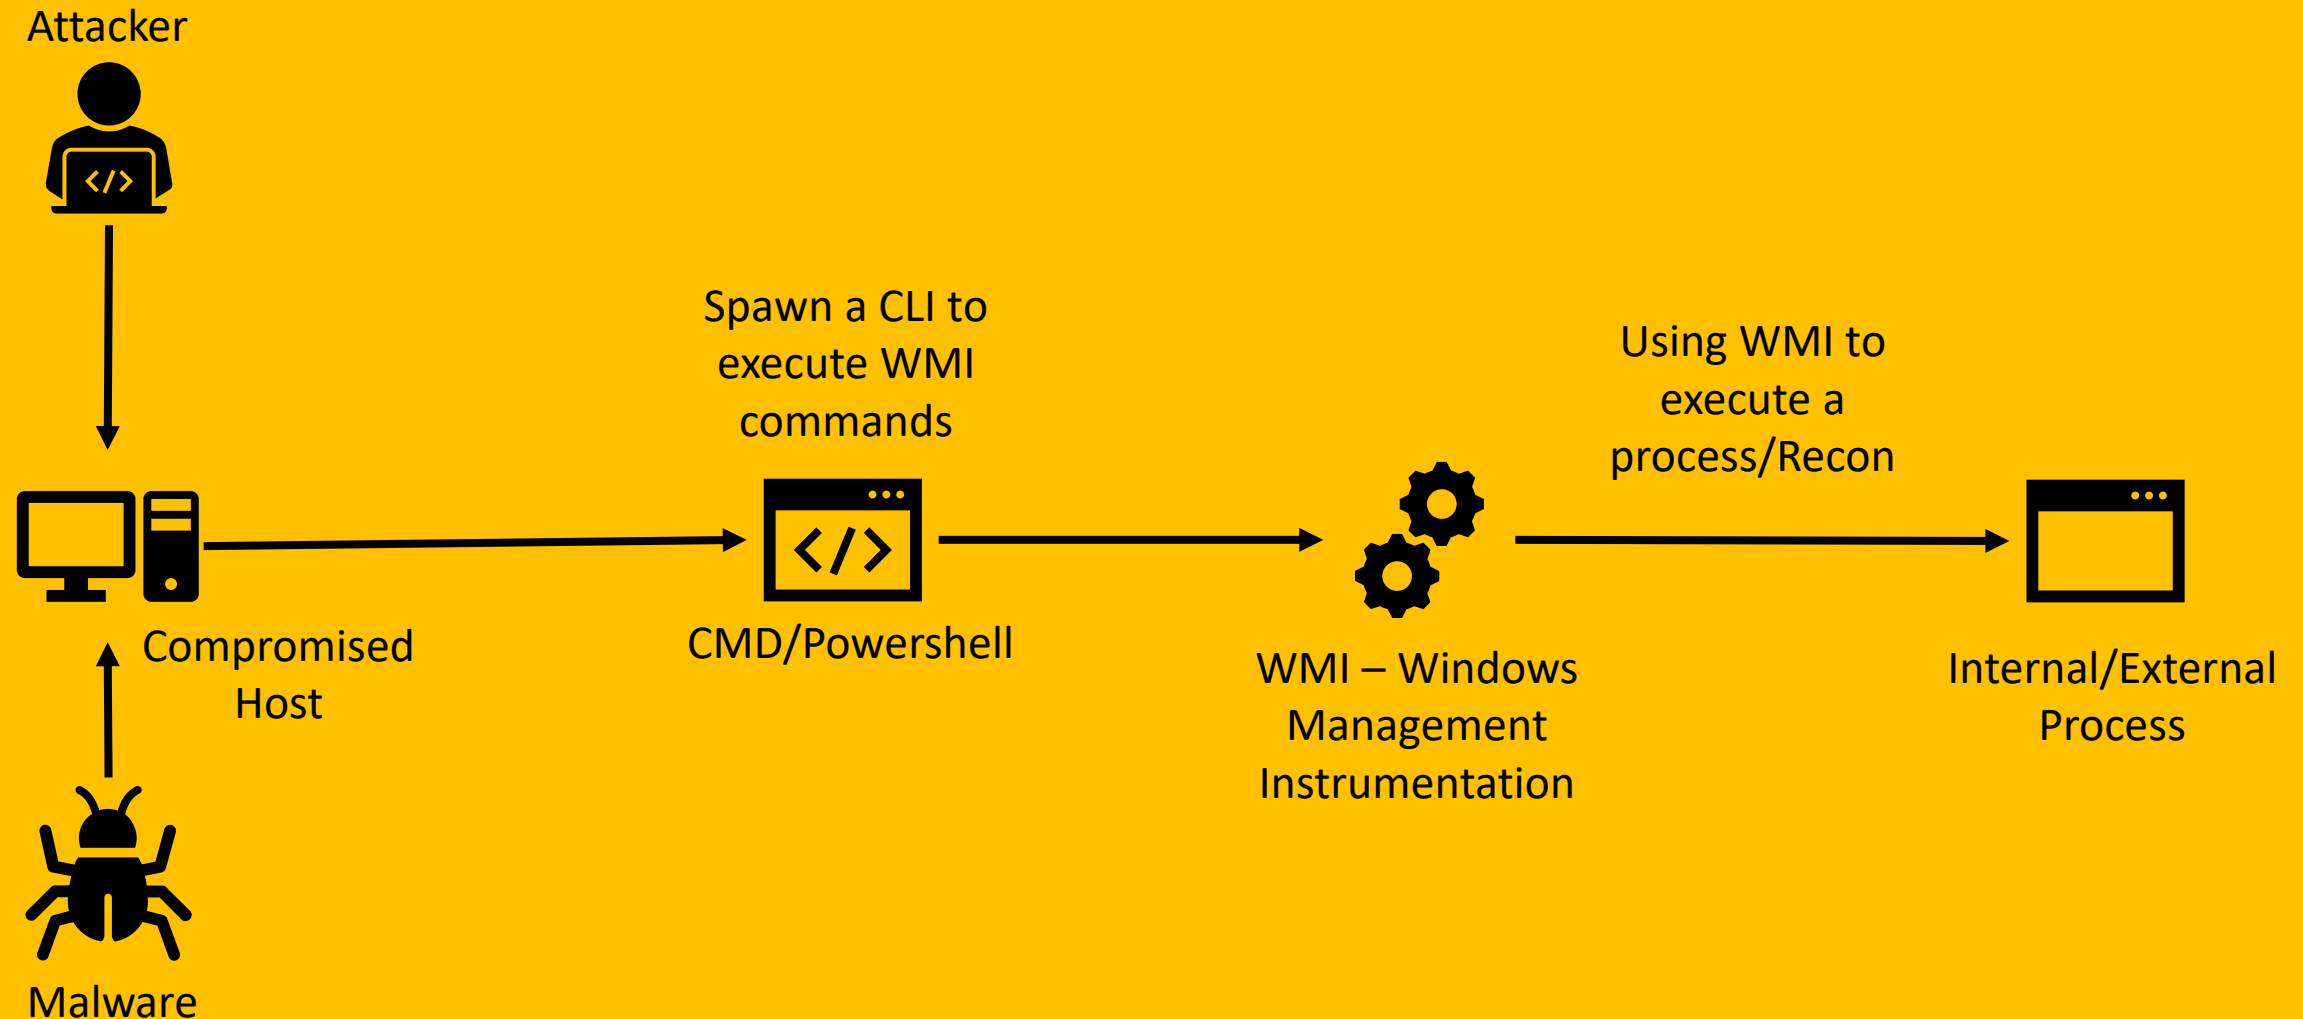 Attacker
Spawn a CLI to
execute WMI
commands
Using WMI to
execute a
process/Recon
Compromised
Host
CMD/Powershell
WMI – Windows
Management
Instrumentation
Internal/External
Process
Malware